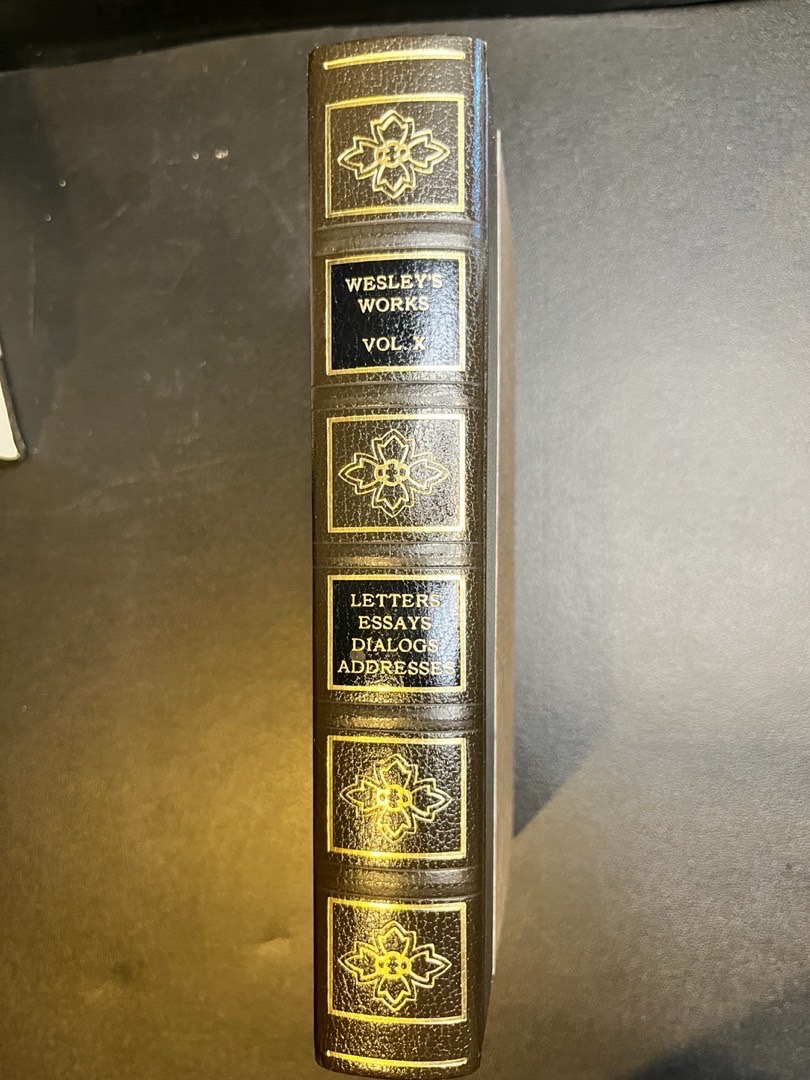 WESLEY'S
WORKS
VOL. X
LETTERS
ESSAYS
DIALOGS
ADDRESSES